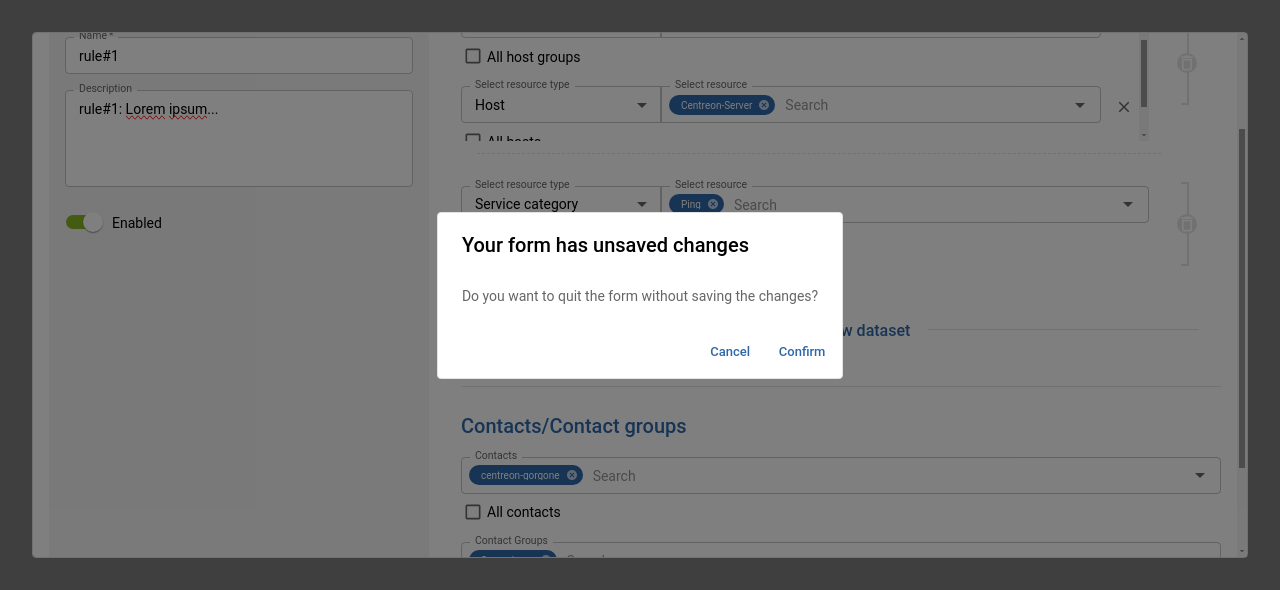 Name *
rule#1
Description
rule#1: Lorem ipsum...
Enabled
All host groups
Select resource type
Select resource
Host
Centreon-Server
Search
All hosts
Select resource type
Select resource
Service category
Ping
Search
Your form has unsaved changes
Do you want to quit the form without saving the changes?
Cancel
Confirm
w dataset
Contacts/Contact groups
Contacts
centreon-gorgone
Search
All contacts
Contact Groups